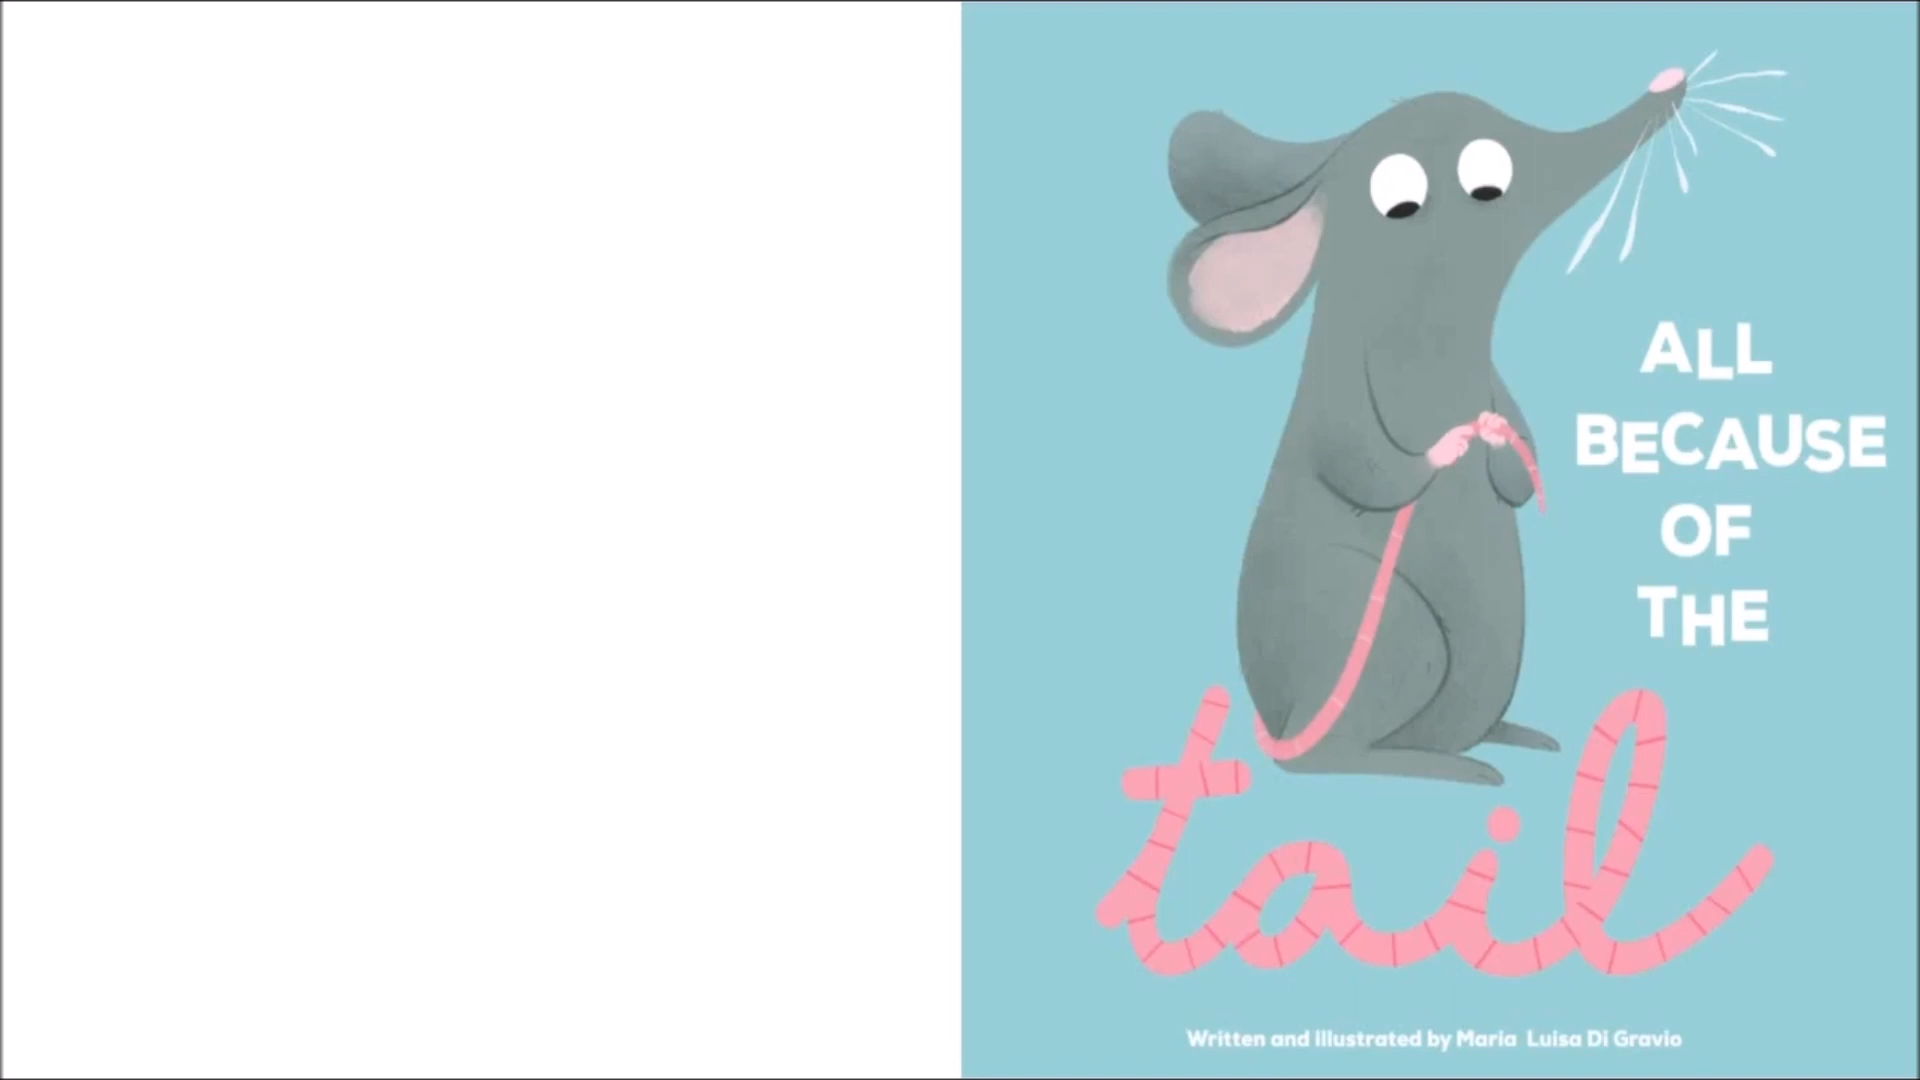 ALL
BECAUSE
OF
THE
tail
Written and Illustrated by Maria Luisa Di Gravio